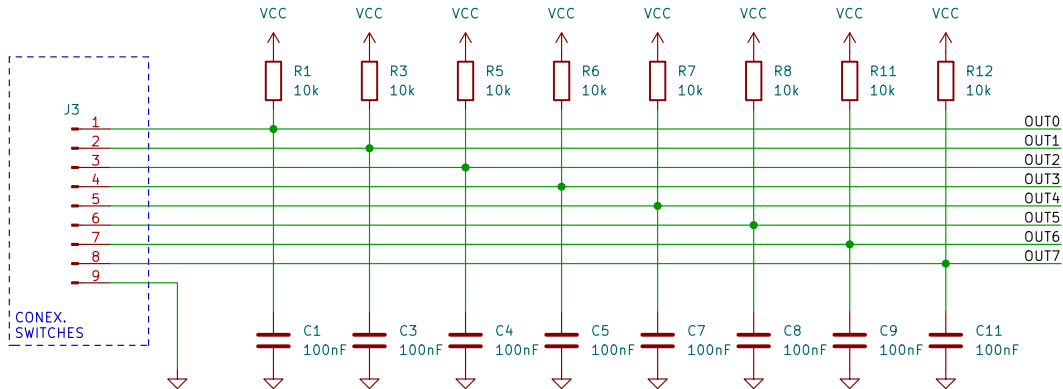 VCC VCC VCC VCC VCC VCC VCC VCC
R1 R3 R5 R6 R7 R8 R11 R12
10k 10k 10k 10k 10k 10k 10k 10k
J3
1 OUT0
2 OUT1
3 OUT2
4 OUT3
5 OUT4
6 OUT5
7 OUT6
8 OUT7
9
CONEX.
SWITCHES
C1 C3 C4 C5 C7 C8 C9 C11
100nF 100nF 100nF 100nF 100nF 100nF 100nF 100nF